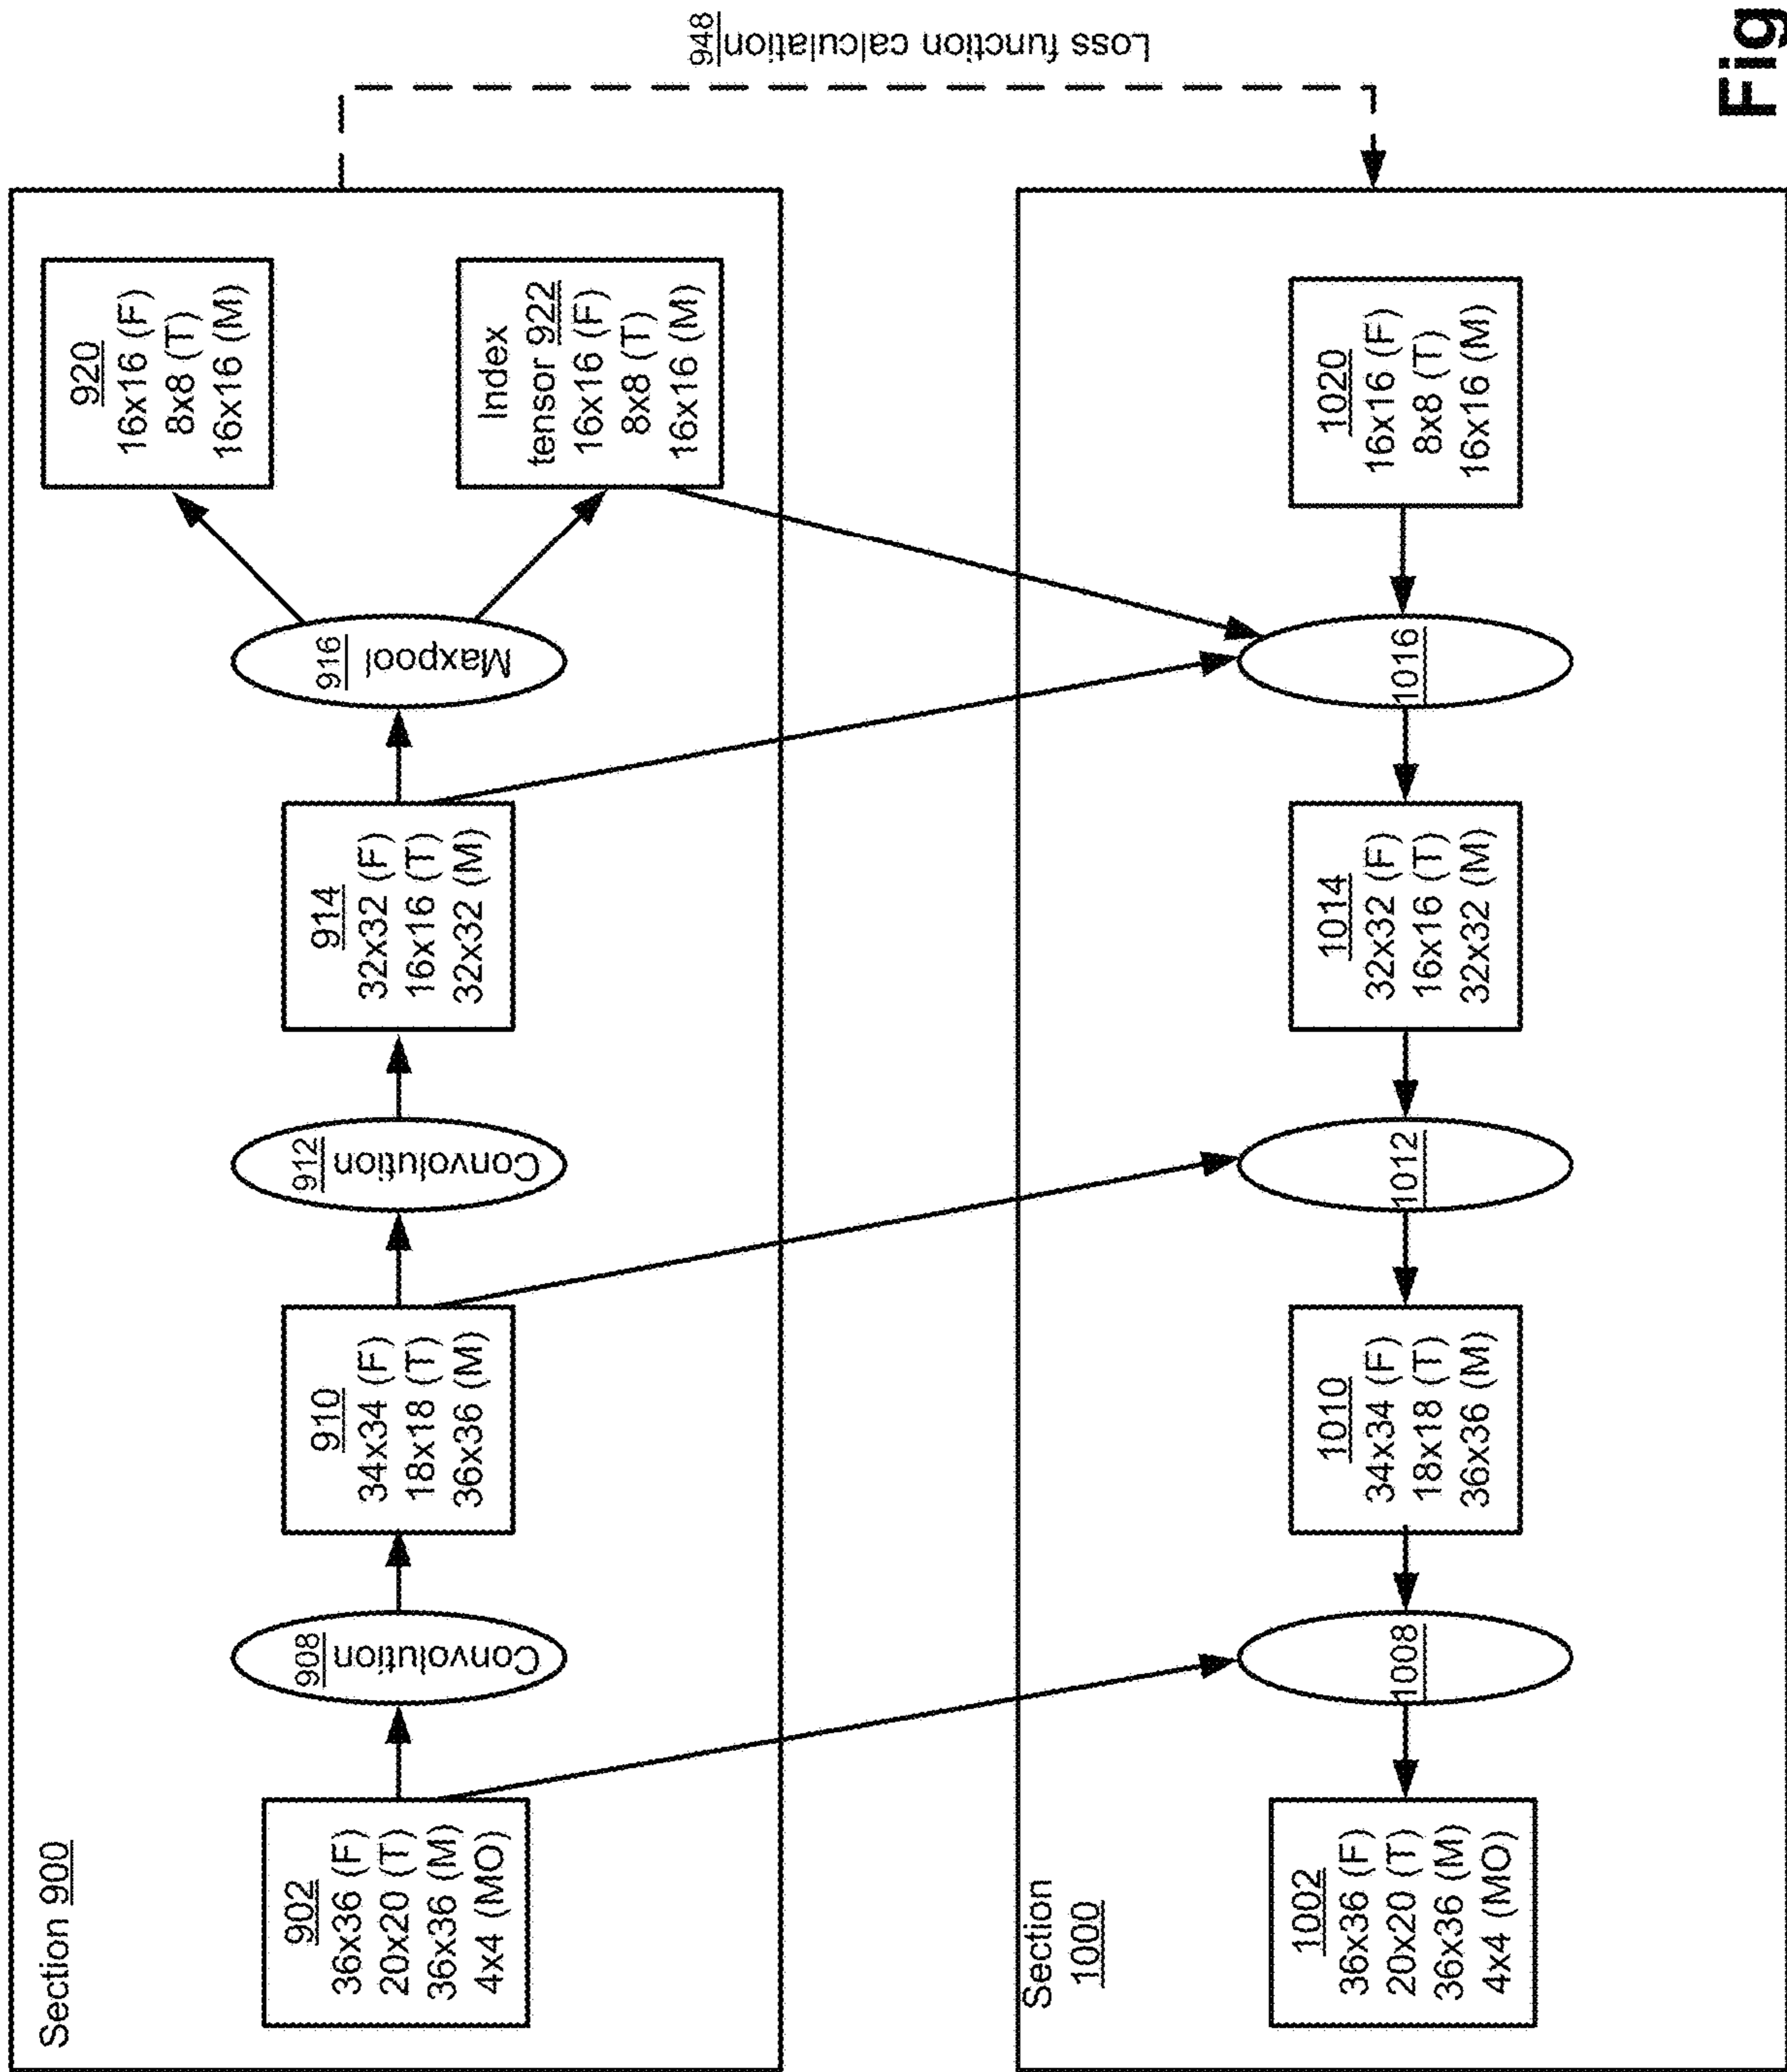 Section 900
902
36x36 (F)
20x20 (T)
36x36 (M)
4x4 (MO)
908
Convolution
910
34x34 (F)
18x18 (T)
36x36 (M)
912
Convolution
914
32x32 (F)
16x16 (T)
32x32 (M)
916
Maxpool
920
16x16 (F)
8x8 (T)
16x16 (M)
Index
tensor 922
16x16 (F)
8x8 (T)
16x16 (M)
Loss function calculation 948
Section
1000
1002
36x36 (F)
20x20 (T)
36x36 (M)
4x4 (MO)
1008
1010
34x34 (F)
18x18 (T)
36x36 (M)
1012
1014
32x32 (F)
16x16 (T)
32x32 (M)
1016
1020
16x16 (F)
8x8 (T)
16x16 (M)
Fig